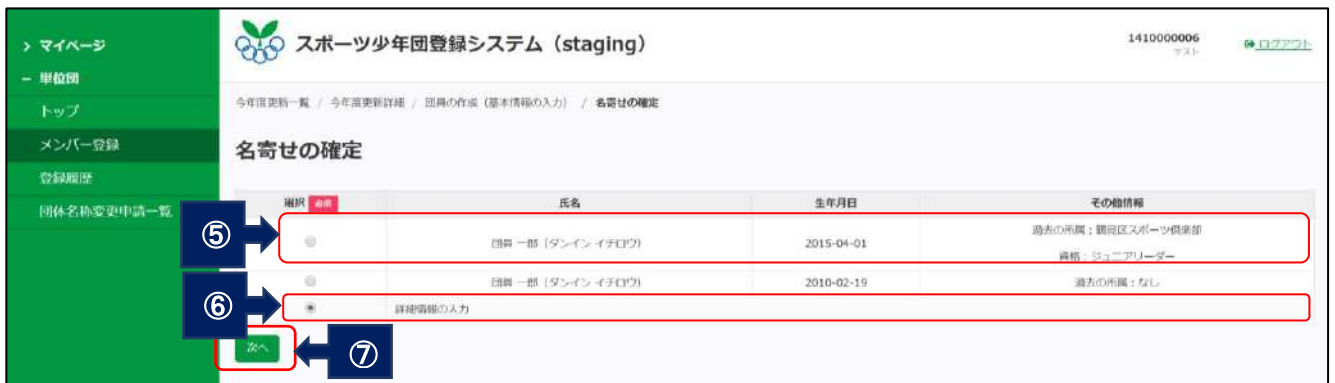 > マイページ
− 単位団
トップ
メンバー登録
登録履歴
団体名称変更申請一覧
スポーツ少年団登録システム（staging）
1410000006
テスト
ログアウト
今年度更新一覧 / 今年度更新詳細 / 団員の作成（基本情報の入力） / 名寄せの確定
名寄せの確定
選択 必須 氏名 生年月日 その他情報
⑤ 団員 一郎（ダンイン イチロウ） 2015-04-01 過去の所属：鶴見区スポーツ倶楽部
資格：ジュニアリーダー
団員 一郎（ダンイン イチロウ） 2010-02-19 過去の所属：なし
⑥ 詳細情報の入力
次へ ⑦